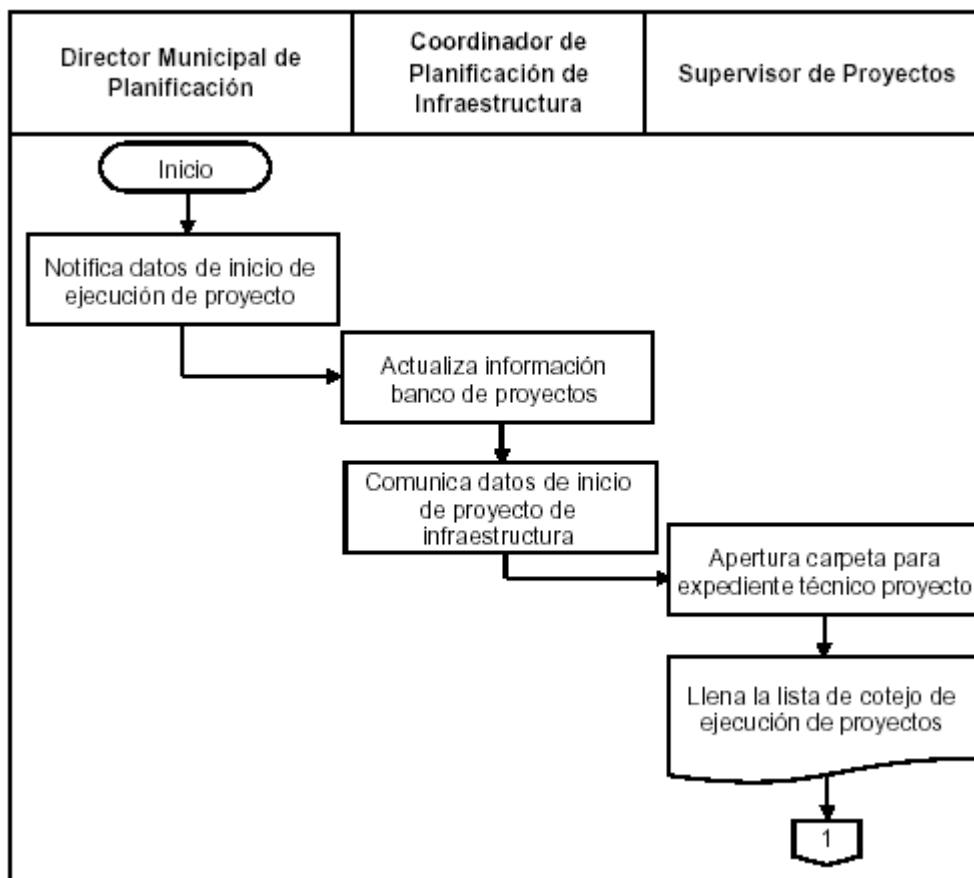 Director Municipal de
Planificación
Coordinador de
Planificación de
Infraestructura
Supervisor de Proyectos
Inicio
Notifica datos de inicio de
ejecución de proyecto
Actualiza información
banco de proyectos
Comunica datos de inicio
de proyecto de
infraestructura
Apertura carpeta para
expediente técnico proyecto
Llena la lista de cotejo de
ejecución de proyectos
1